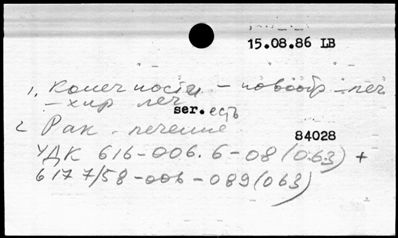 15.08.86 LB
1. Конечности - новообр - леч
- хир леч
ser. есть
2 Рак - лечение
84028
УДК 616-006.6-08(063) +
617 7/58-006-089(063)